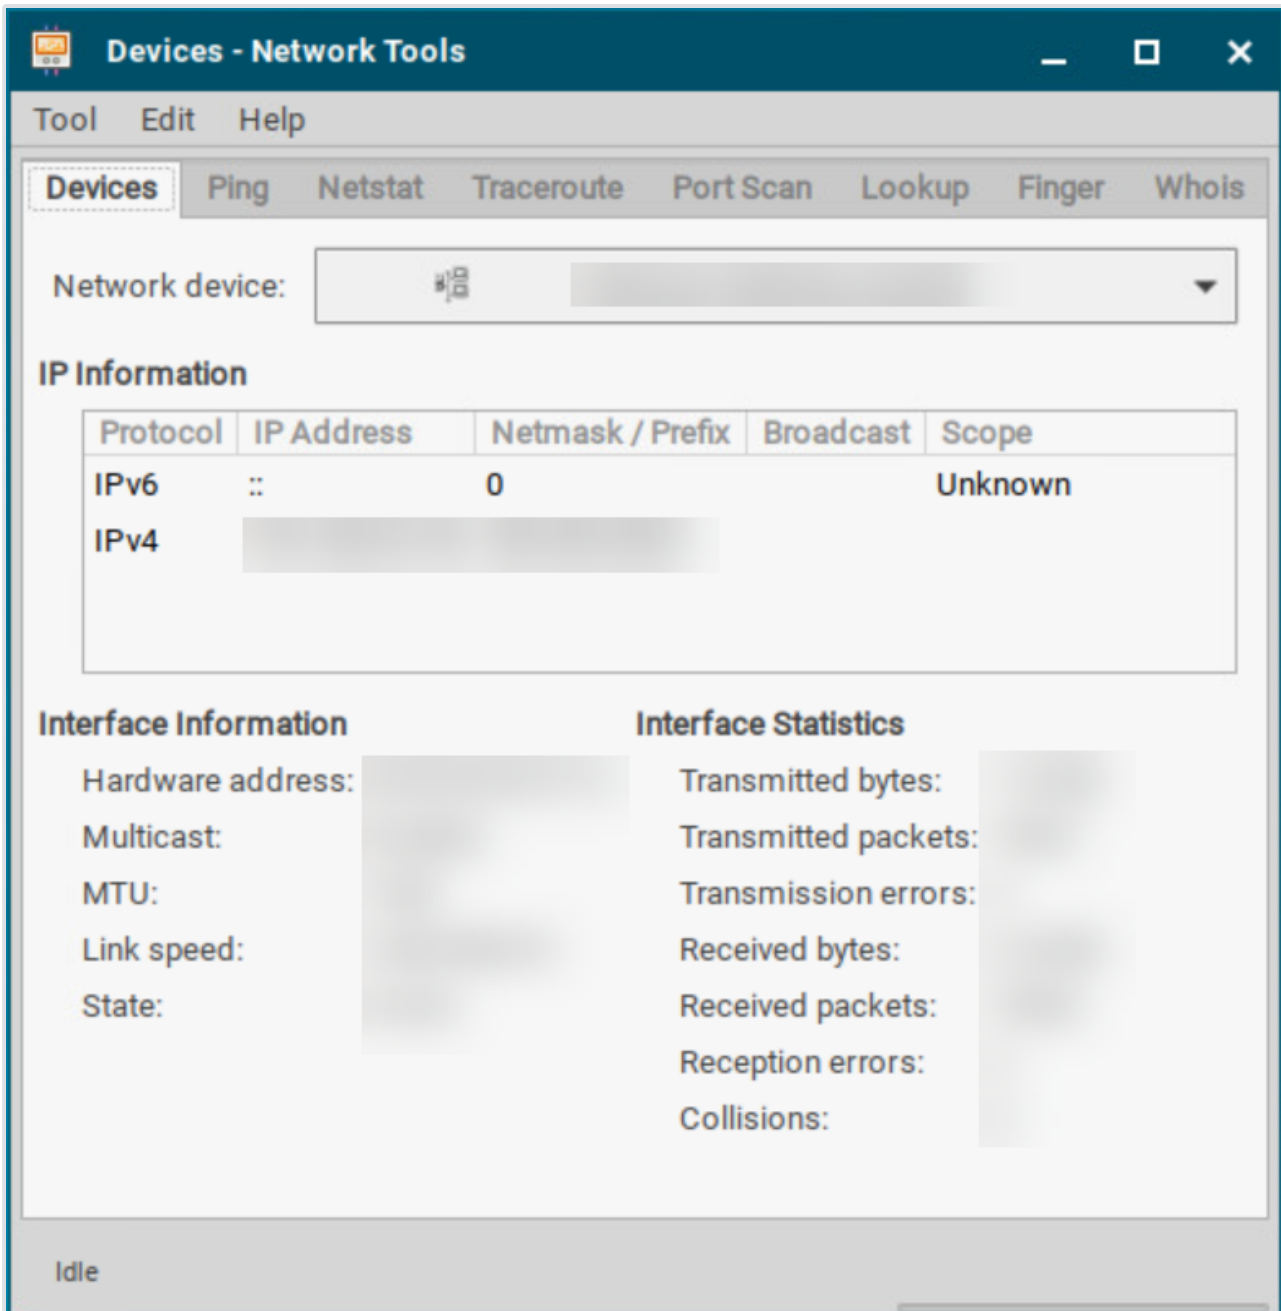 Devices - Network Tools
Tool Edit Help
Devices Ping Netstat Traceroute Port Scan Lookup Finger Whois
Network device:
IP Information
Protocol IP Address Netmask / Prefix Broadcast Scope
IPv6 :: 0 Unknown
IPv4
Interface Information
Hardware address:
Multicast:
MTU:
Link speed:
State:
Interface Statistics
Transmitted bytes:
Transmitted packets:
Transmission errors:
Received bytes:
Received packets:
Reception errors:
Collisions:
Idle